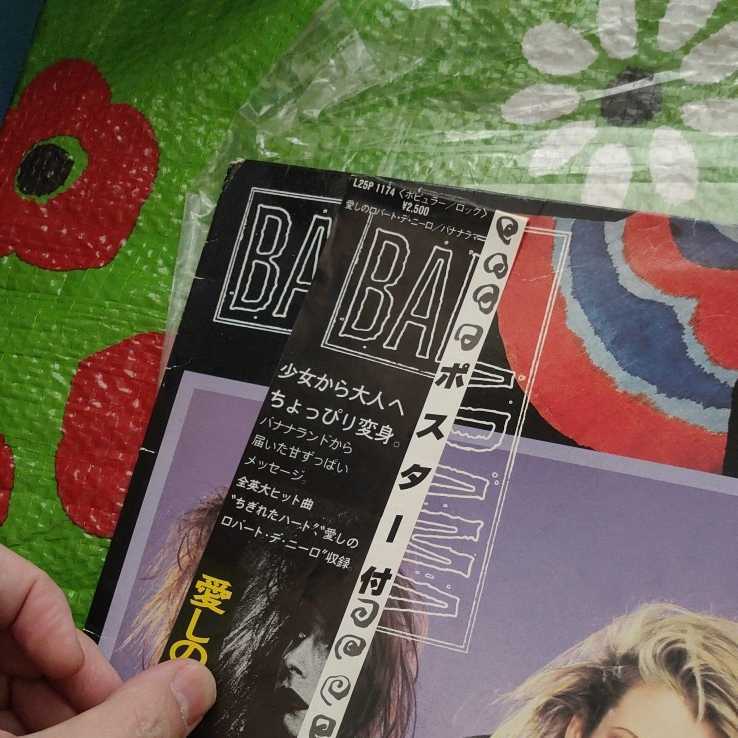 L25P 1174〈ポピュラー/ロック〉
¥2,500
愛しのロバート・デ・ニーロ/バナナラマ
BA
BANANARAMA
少女から大人へ
ちょっぴり変身。
バナナランドから
届いた甘ずっぱい
メッセージ。
全英大ヒット曲
“ちぎれたハート”“愛しの
ロバート・デ・ニーロ”収録
ポスター付
愛しの